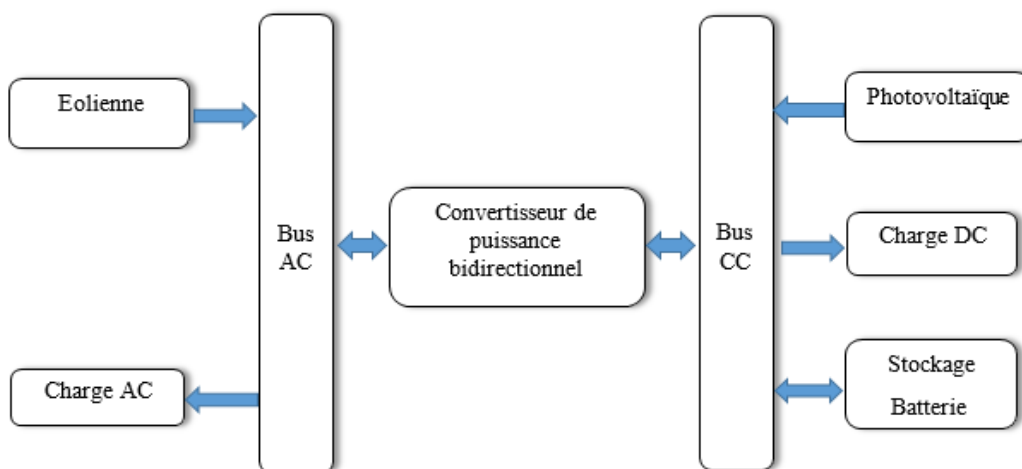 Eolienne
Charge AC
Bus
AC
Convertisseur de
puissance
bidirectionnel
Bus
CC
Photovoltaïque
Charge DC
Stockage
Batterie